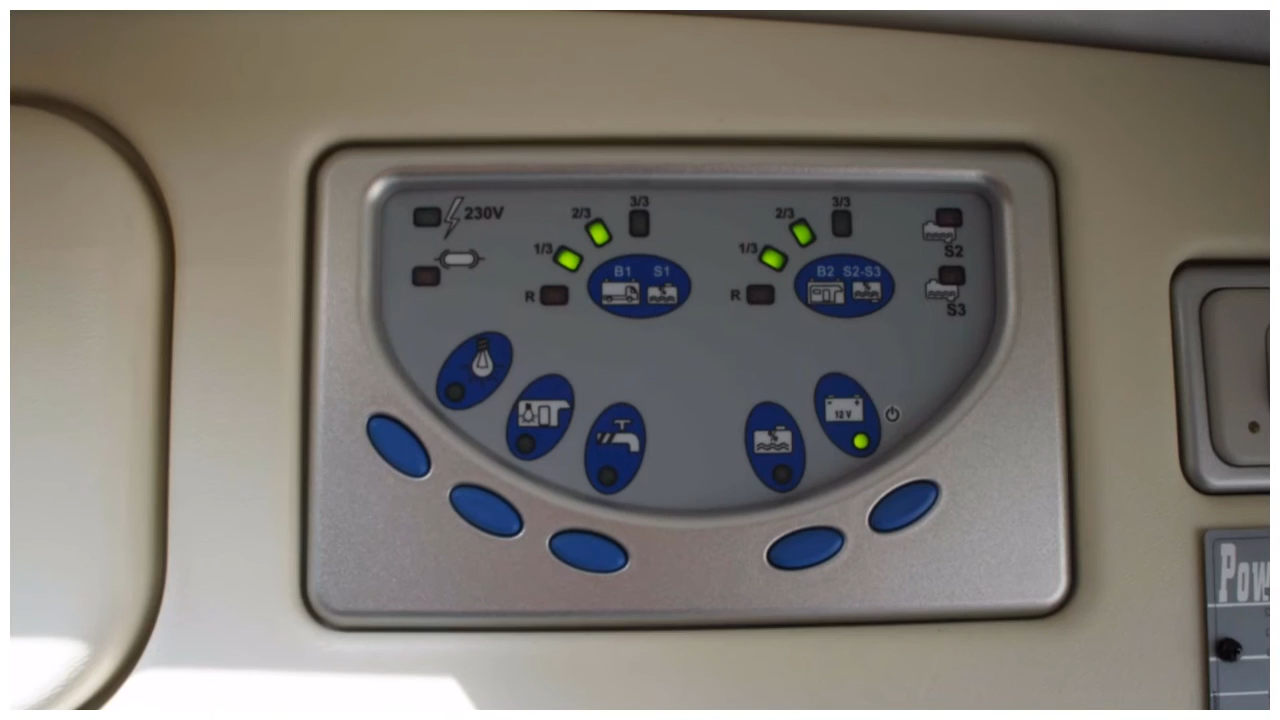 230V
1/3 2/3 3/3
R
B1 S1
%
1/3 2/3 3/3
R
B2 S2-S3
%
S2
S3
%
- +
12 V
Pow